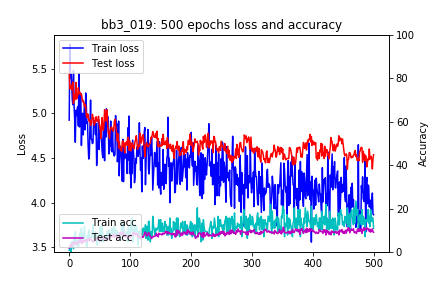 bb3_019: 500 epochs loss and accuracy
Train loss
Test loss
Train acc
Test acc
Loss
5.5
5.0
4.5
4.0
3.5
100
80
60
40
20
0
Accuracy
0
100
200
300
400
500